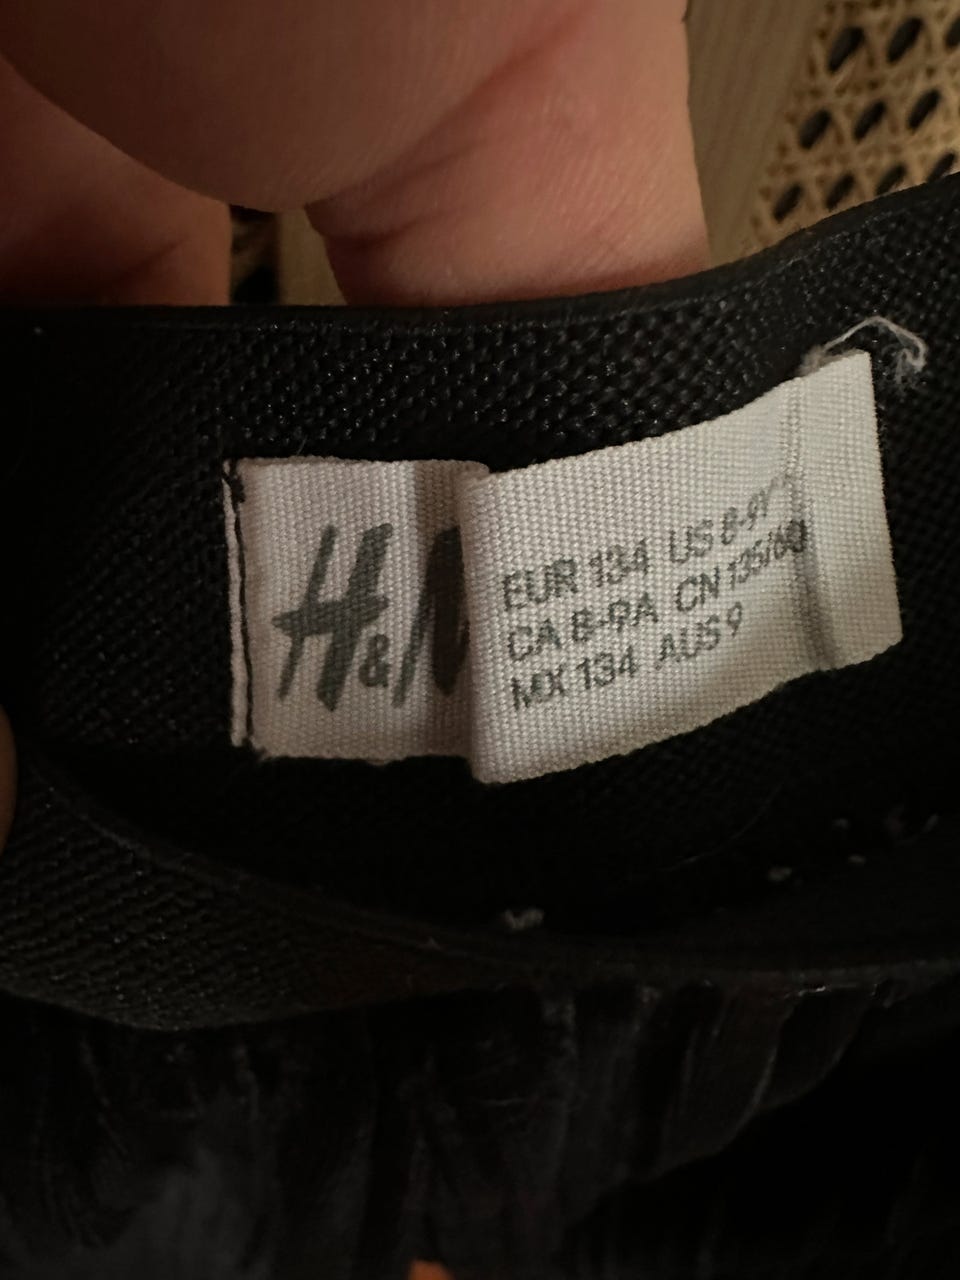 H&M
EUR 134 US 8-9Y
CA 8-9A CN 135/60
MX 134 AUS 9